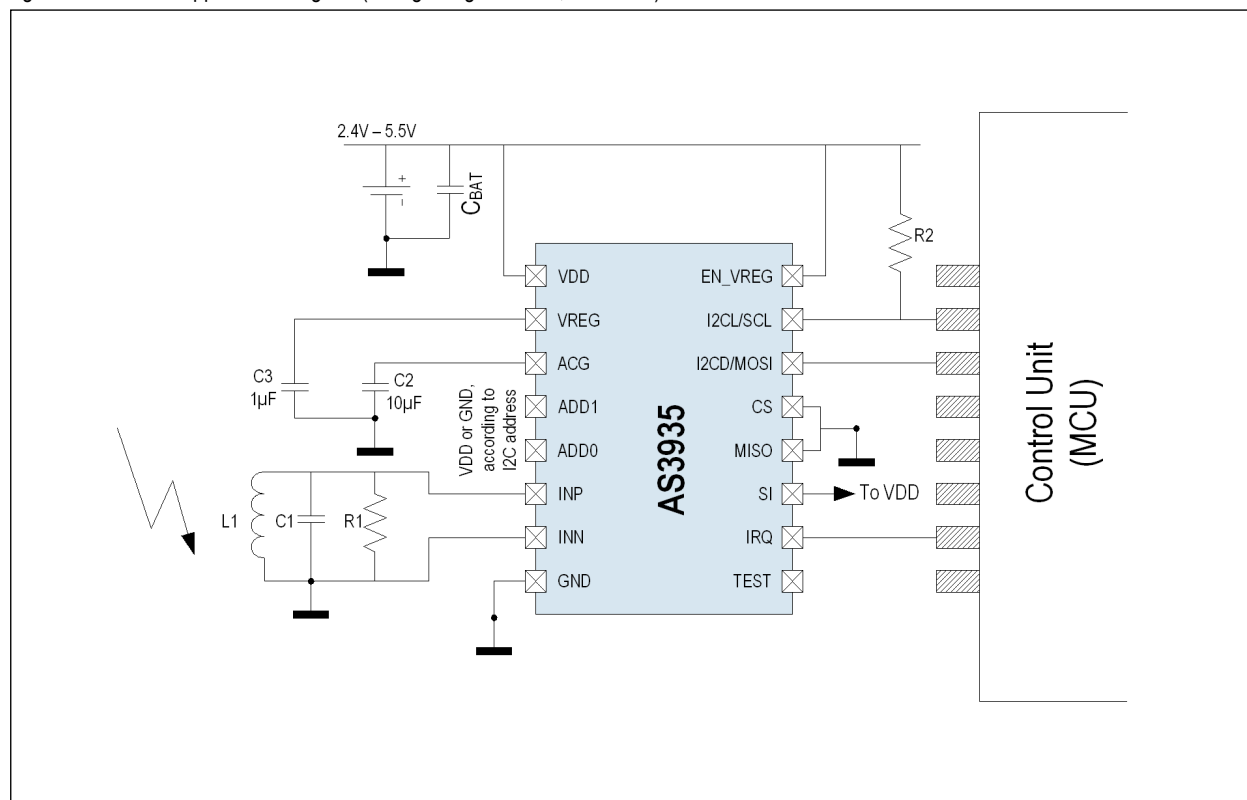 2.4V – 5.5V
+
-
CBAT
R2
VDD
VREG
ACG
ADD1
ADD0
INP
INN
GND
EN_VREG
I2CL/SCL
I2CD/MOSI
CS
MISO
SI
IRQ
TEST
AS3935
C3
1µF
C2
10µF
VDD or GND,
according to
I2C address
L1
C1
R1
To VDD
Control Unit
(MCU)